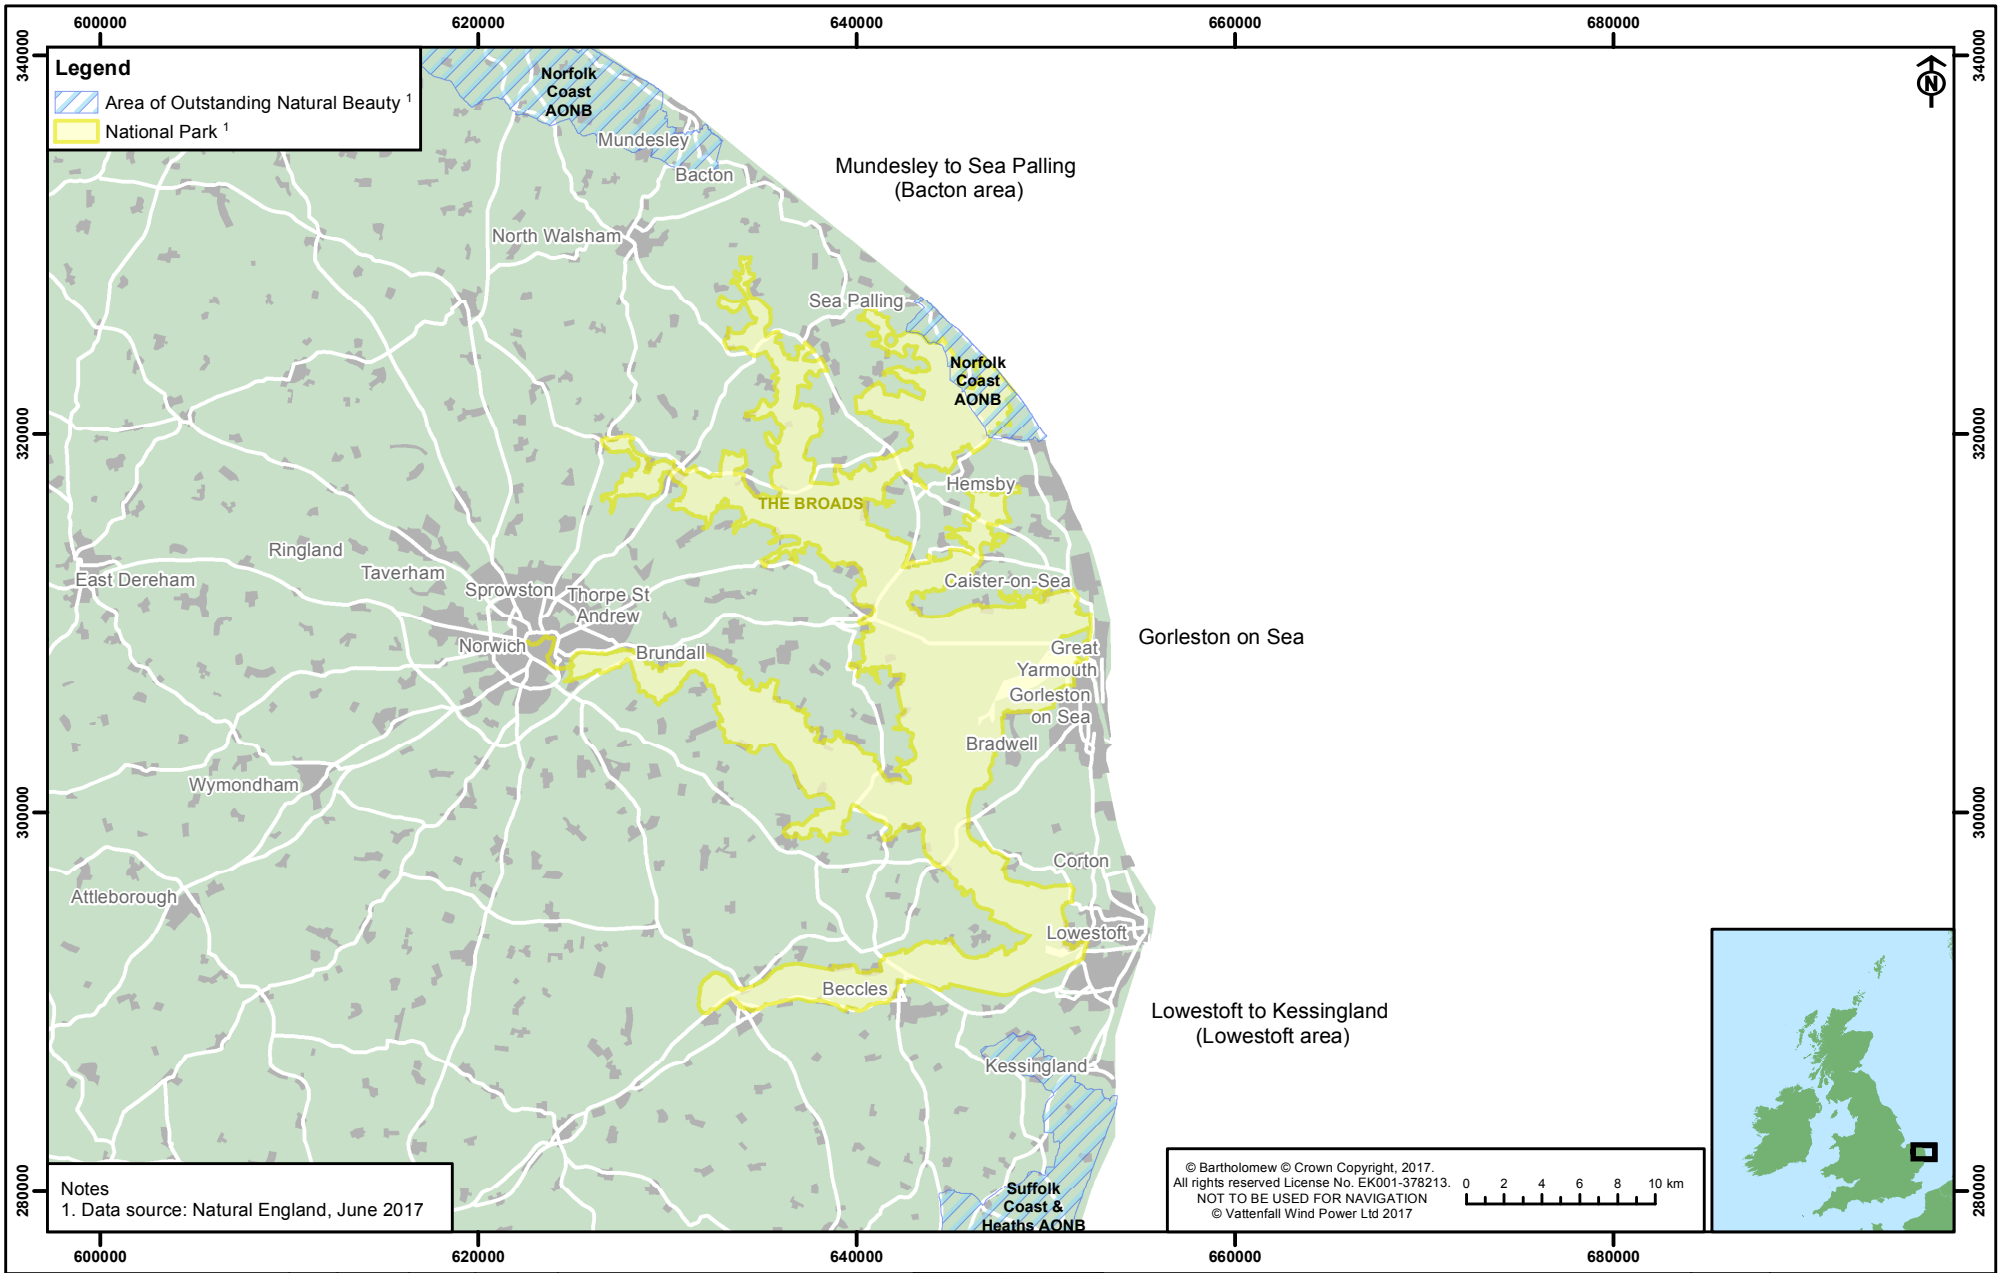 600000
620000
640000
660000
680000
340000
340000
Legend
Area of Outstanding Natural Beauty 1
National Park 1
N
Norfolk
Coast
AONB
Mundesley
Bacton
Mundesley to Sea Palling
(Bacton area)
North Walsham
Sea Palling
Norfolk
Coast
AONB
320000
320000
Hemsby
THE BROADS
Ringland
Taverham
East Dereham
Sprowston
Thorpe St
Andrew
Caister-on-Sea
Norwich
Brundall
Great
Yarmouth
Gorleston on Sea
Gorleston
on Sea
Bradwell
Wymondham
300000
300000
Corton
Attleborough
Lowestoft
Beccles
Lowestoft to Kessingland
(Lowestoft area)
Kessingland
Suffolk
Coast &
Heaths AONB
280000
280000
Notes
1. Data source: Natural England, June 2017
© Bartholomew © Crown Copyright, 2017.
All rights reserved License No. EK001-378213.
NOT TO BE USED FOR NAVIGATION
© Vattenfall Wind Power Ltd 2017
0 2 4 6 8 10 km
600000
620000
640000
660000
680000